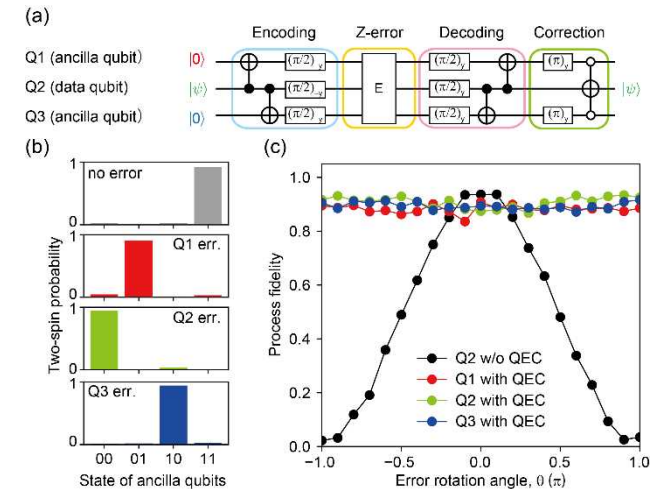 (a)
Encoding Z-error Decoding Correction
Q1 (ancilla qubit) |0⟩ (π/2)y (π/2)y (π)y
Q2 (data qubit) |ψ⟩ (π/2)-y E (π/2)y |ψ⟩
Q3 (ancilla qubit) |0⟩ (π/2)y (π/2)y (π)y
(b)
Two-spin probability
1
no error
0
1
Q1 err.
0
1
Q2 err.
0
1
Q3 err.
0
00 01 10 11
State of ancilla qubits
(c)
Process fidelity
1.0
0.8
0.6
0.4
0.2
0.0
Q2 w/o QEC
Q1 with QEC
Q2 with QEC
Q3 with QEC
-1.0 -0.5 0.0 0.5 1.0
Error rotation angle, θ (π)